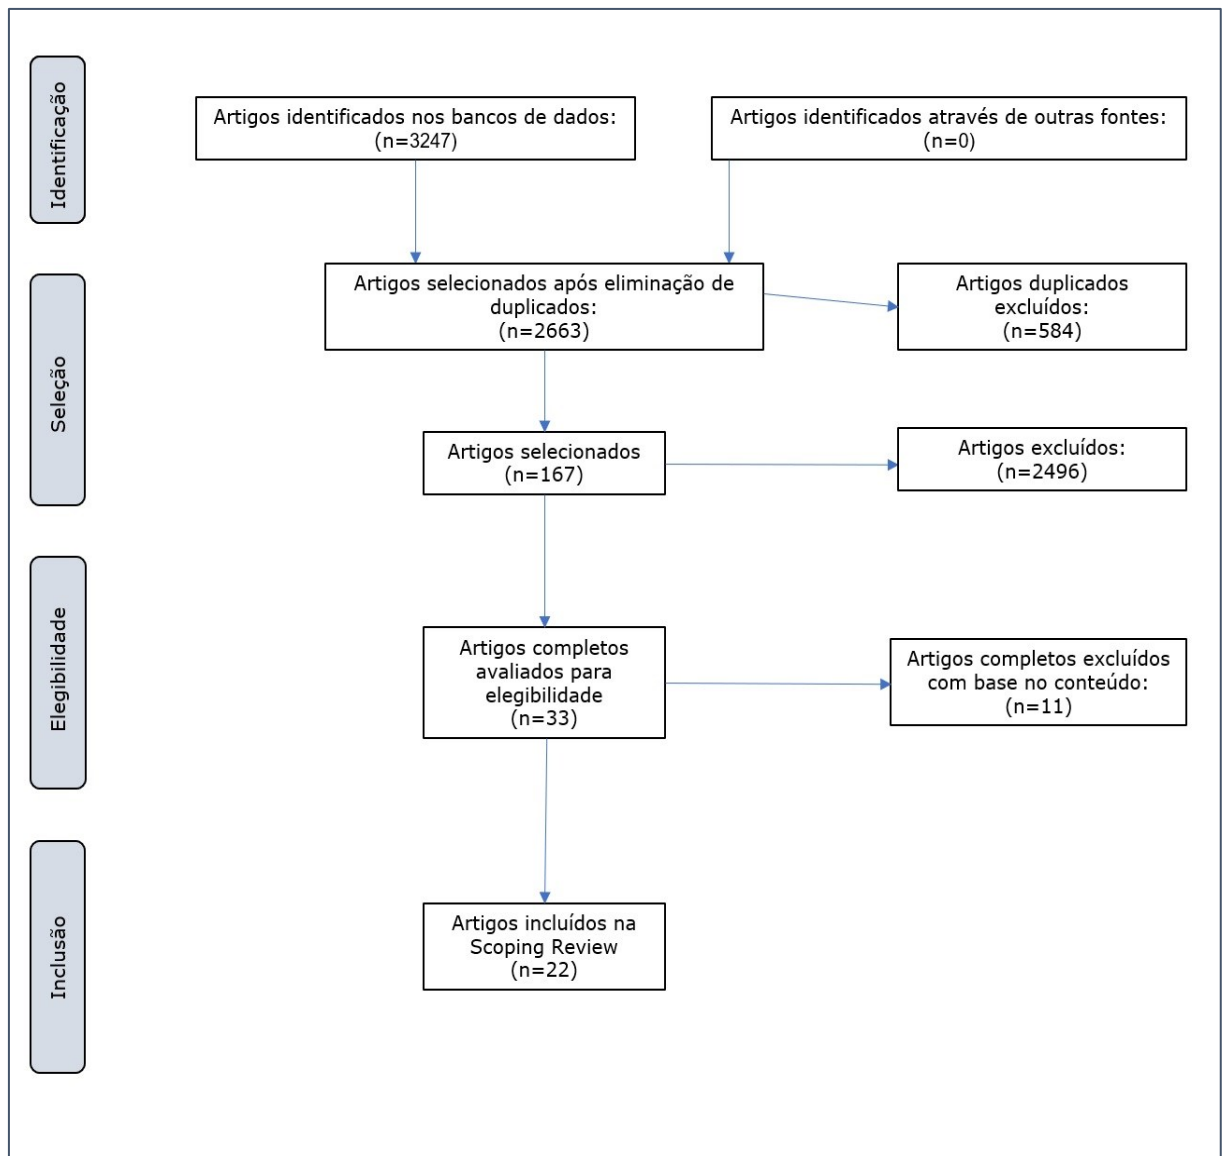 Identificação
Artigos identificados nos bancos de dados:
(n=3247)
Artigos identificados através de outras fontes:
(n=0)
Seleção
Artigos selecionados após eliminação de
duplicados:
(n=2663)
Artigos duplicados
excluídos:
(n=584)
Artigos selecionados
(n=167)
Artigos excluídos:
(n=2496)
Elegibilidade
Artigos completos
avaliados para
elegibilidade
(n=33)
Artigos completos excluídos
com base no conteúdo:
(n=11)
Inclusão
Artigos incluídos na
Scoping Review
(n=22)